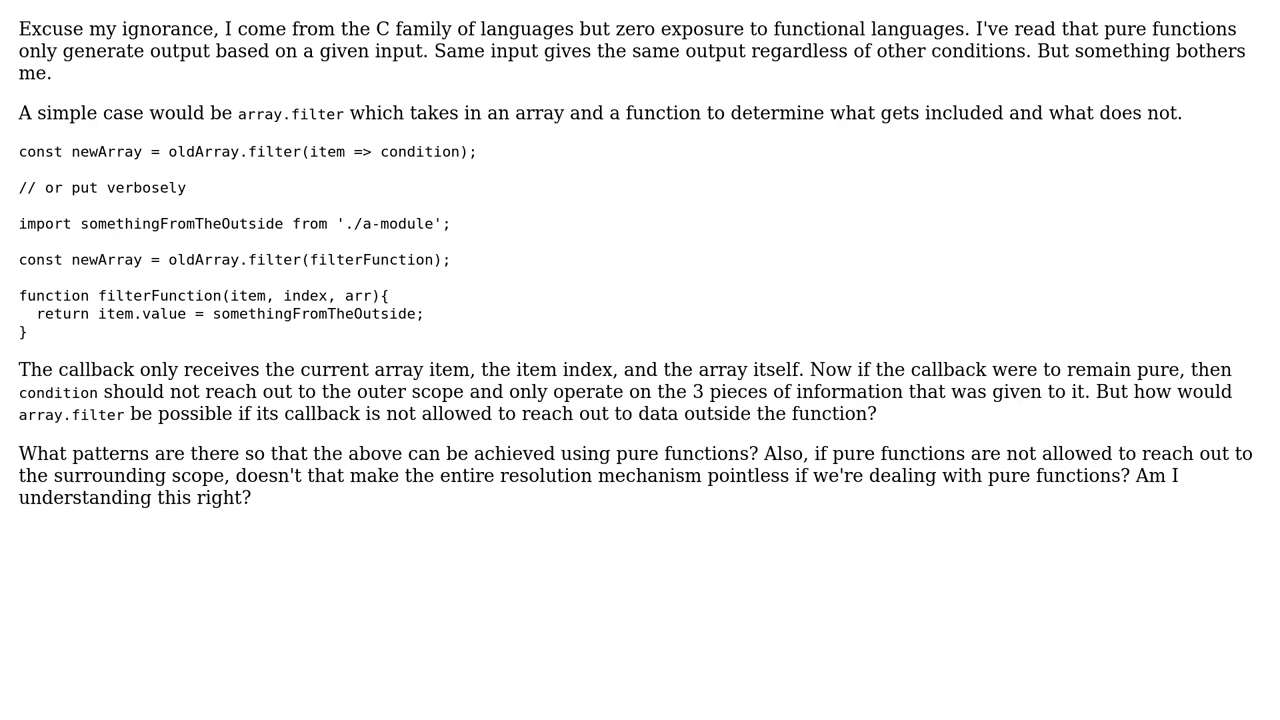 Excuse my ignorance, I come from the C family of languages but zero exposure to functional languages. I've read that pure functions
only generate output based on a given input. Same input gives the same output regardless of other conditions. But something bothers
me.
A simple case would be array.filter which takes in an array and a function to determine what gets included and what does not.
const newArray = oldArray.filter(item => condition);
// or put verbosely
import somethingFromTheOutside from './a-module';
const newArray = oldArray.filter(filterFunction);
function filterFunction(item, index, arr){
  return item.value = somethingFromTheOutside;
}
The callback only receives the current array item, the item index, and the array itself. Now if the callback were to remain pure, then
condition should not reach out to the outer scope and only operate on the 3 pieces of information that was given to it. But how would
array.filter be possible if its callback is not allowed to reach out to data outside the function?
What patterns are there so that the above can be achieved using pure functions? Also, if pure functions are not allowed to reach out to
the surrounding scope, doesn't that make the entire resolution mechanism pointless if we're dealing with pure functions? Am I
understanding this right?